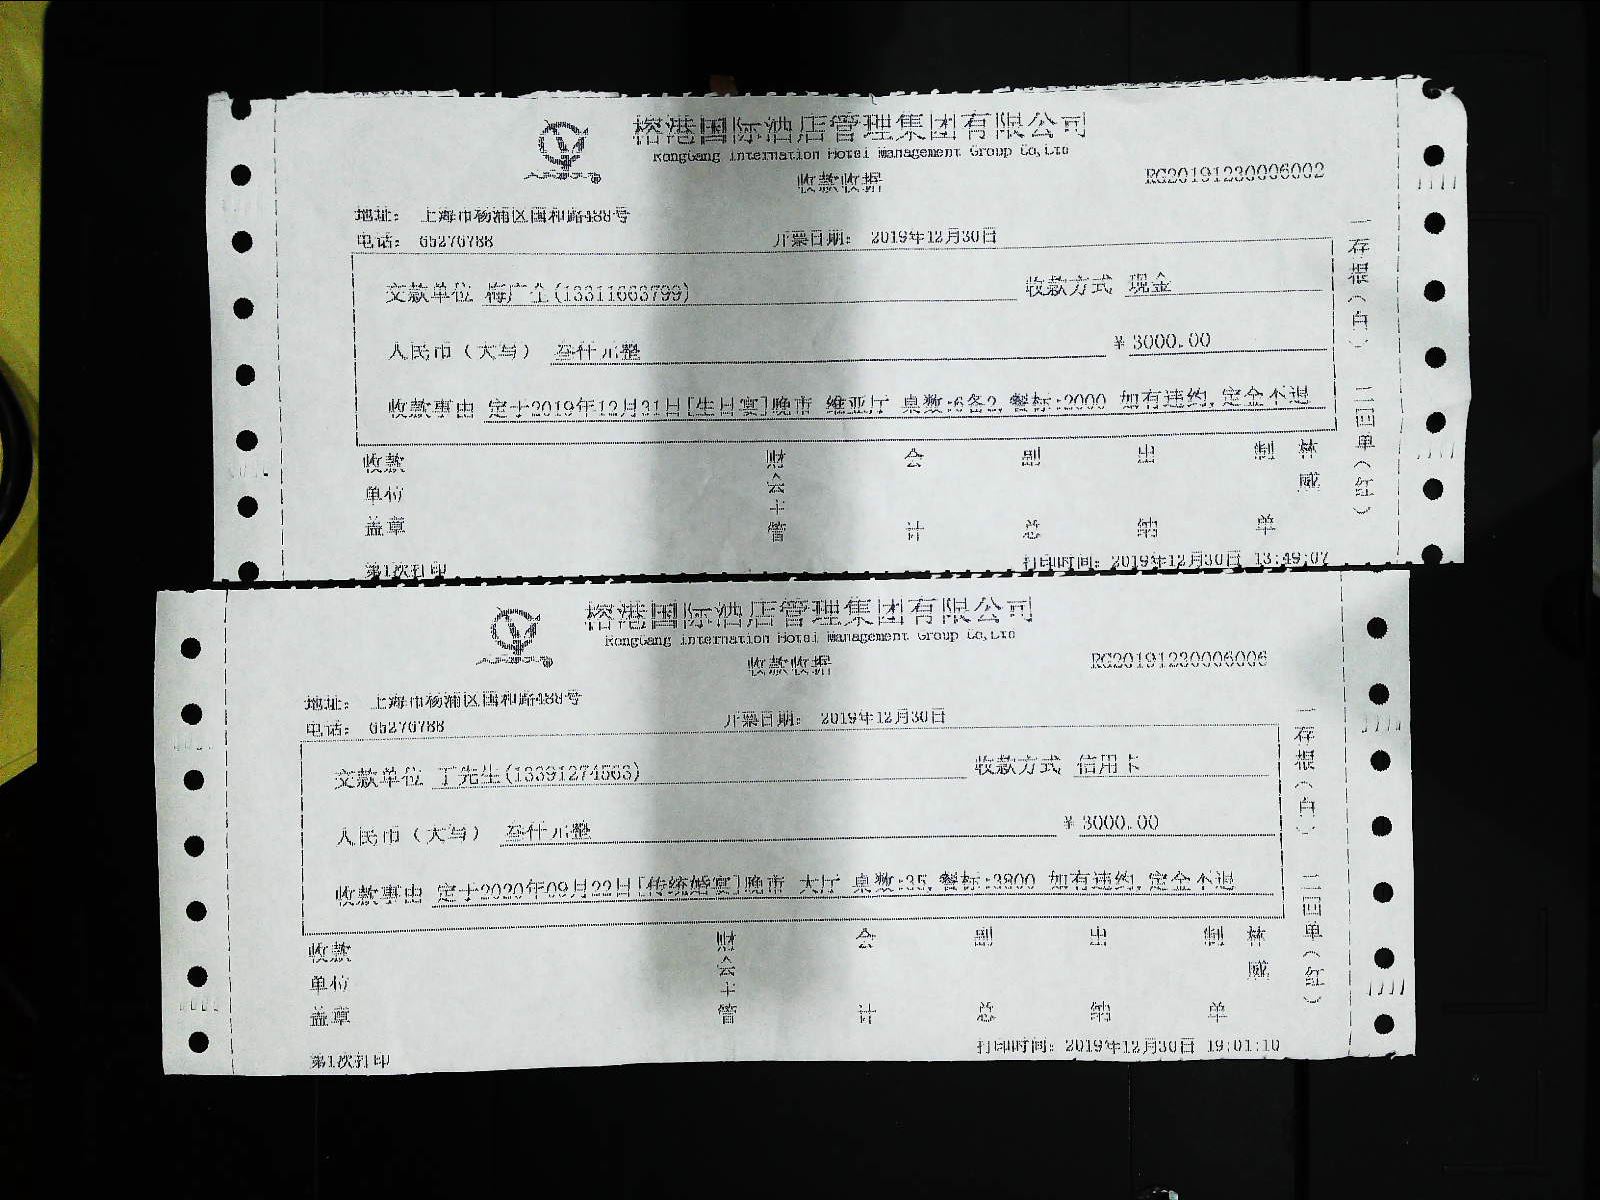 榕港国际酒店管理集团有限公司
RongGang Internation Hotel Management Group Co,Ltd
收款收据
RG20191230006002
地址: 上海市杨浦区国和路488号
电话: 65276788
开票日期: 2019年12月30日
交款单位 梅广全(13311663799)
收款方式 现金
人民币(大写) 叁仟元整
¥ 3000.00
收款事由 定于2019年12月31日[生日宴]晚市 维亚厅 桌数:6备2,餐标:2000 如有违约,定金不退
一存根(白) 二回单(红)
收款单位盖章
财会主管
会计
副总
出纳
制单
林威
第1次打印
打印时间: 2019年12月30日 13:49:07
榕港国际酒店管理集团有限公司
RongGang Internation Hotel Management Group Co,Ltd
收款收据
RG20191230006006
地址: 上海市杨浦区国和路488号
电话: 65276788
开票日期: 2019年12月30日
交款单位 丁先生(13391274563)
收款方式 信用卡
人民币(大写) 叁仟元整
¥ 3000.00
收款事由 定于2020年09月22日[传统婚宴]晚市 大厅 桌数:35,餐标:3800 如有违约,定金不退
一存根(白) 二回单(红)
收款单位盖章
财会主管
会计
副总
出纳
制单
林威
第1次打印
打印时间: 2019年12月30日 19:01:10